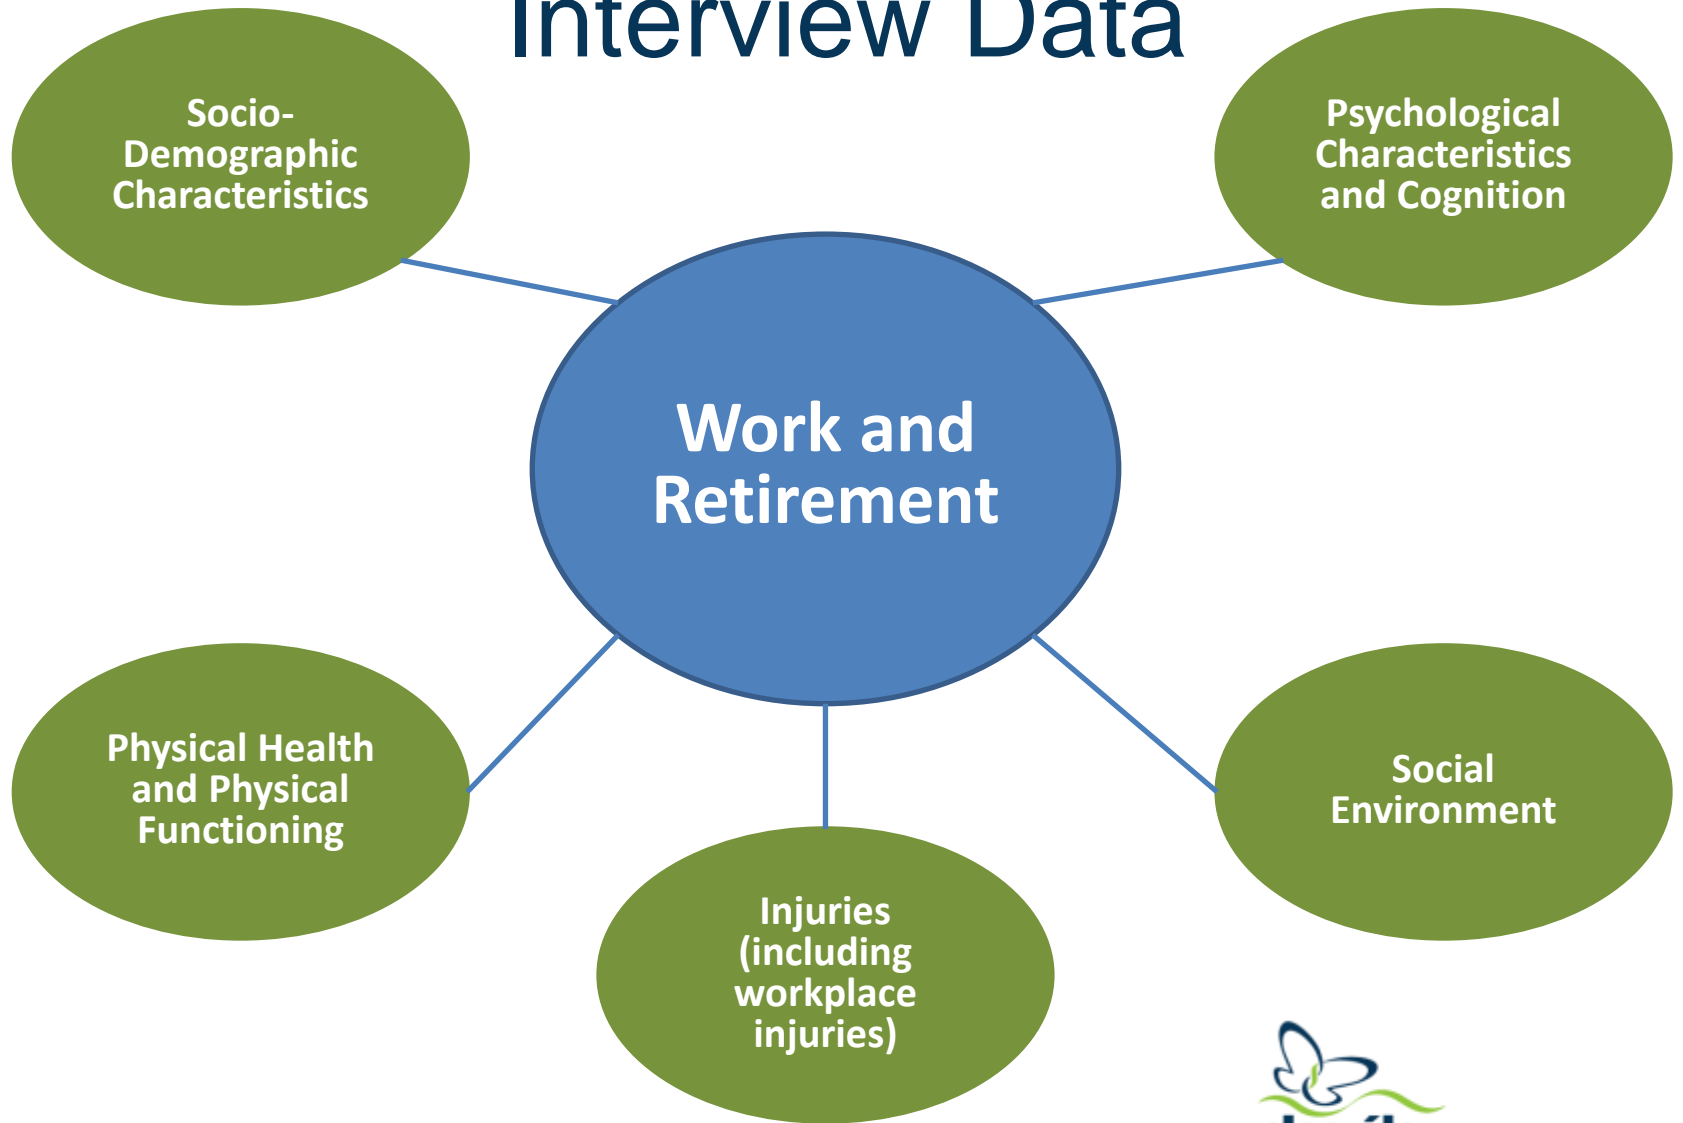 Interview Data
Socio-
Demographic
Characteristics
Psychological
Characteristics
and Cognition
Work and
Retirement
Physical Health
and Physical
Functioning
Injuries
(including
workplace
injuries)
Social
Environment